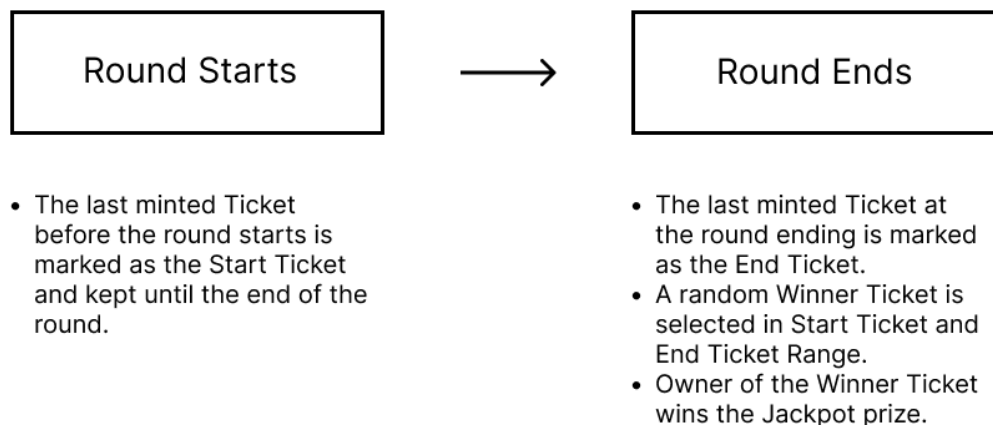 Round Starts
Round Ends
• The last minted Ticket
before the round starts is
marked as the Start Ticket
and kept until the end of the
round.
• The last minted Ticket at
the round ending is marked
as the End Ticket.
• A random Winner Ticket is
selected in Start Ticket and
End Ticket Range.
• Owner of the Winner Ticket
wins the Jackpot prize.